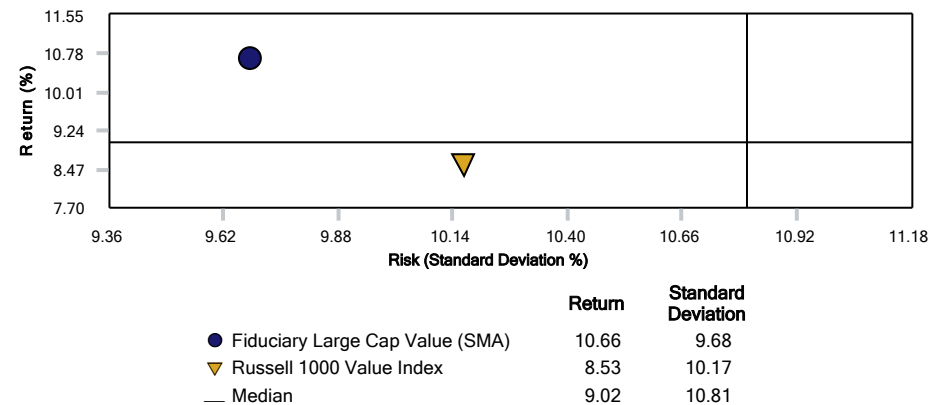 11.55
10.78
10.01
9.24
8.47
7.70
Return (%)
9.36 9.62 9.88 10.14 10.40 10.66 10.92 11.18
Risk (Standard Deviation %)
Return Standard Deviation
Fiduciary Large Cap Value (SMA) 10.66 9.68
Russell 1000 Value Index 8.53 10.17
Median 9.02 10.81